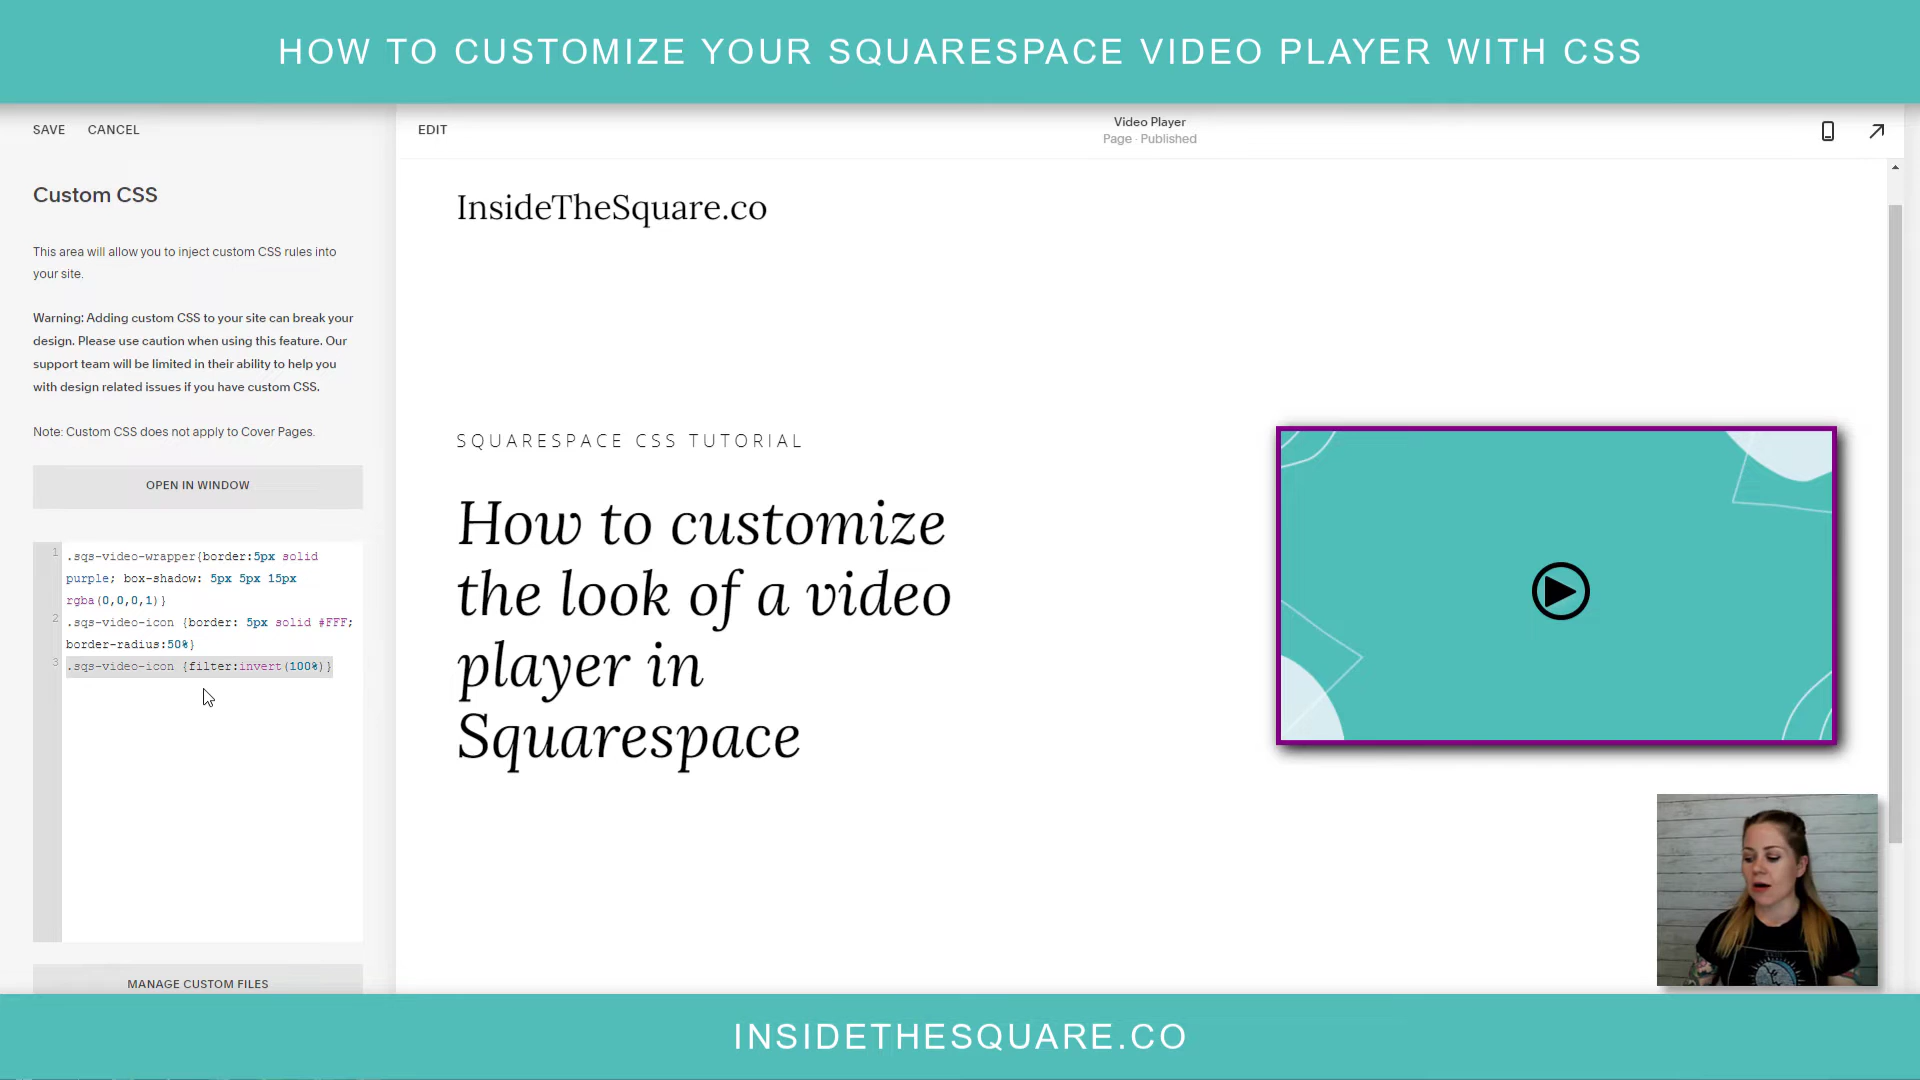 HOW TO CUSTOMIZE YOUR SQUARESPACE VIDEO PLAYER WITH CSS
SAVE CANCEL
EDIT
Video Player
Page · Published
Custom CSS
This area will allow you to inject custom CSS rules into
your site.
Warning: Adding custom CSS to your site can break your
design. Please use caution when using this feature. Our
support team will be limited in their ability to help you
with design related issues if you have custom CSS.
Note: Custom CSS does not apply to Cover Pages.
OPEN IN WINDOW
1 .sqs-video-wrapper{border:5px solid
purple; box-shadow: 5px 5px 15px
rgba(0,0,0,1)}
2 .sqs-video-icon {border: 5px solid #FFF;
border-radius:50%}
3 .sqs-video-icon {filter:invert(100%)}
MANAGE CUSTOM FILES
InsideTheSquare.co
SQUARESPACE CSS TUTORIAL
How to customize
the look of a video
player in
Squarespace
INSIDETHESQUARE.CO